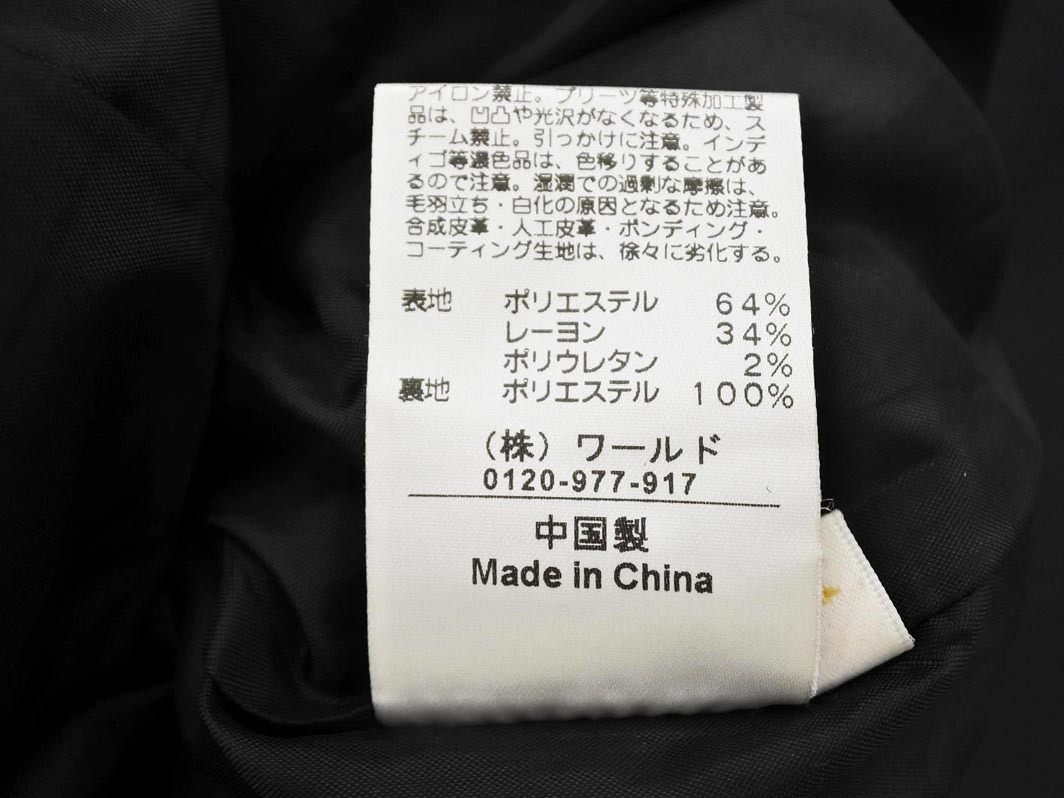 アイロン禁止。プリーツ等特殊加工製
品は、凹凸や光沢がなくなるため、ス
チーム禁止。引っかけに注意。インデ
ィゴ等濃色品は、色移りすることがあ
るので注意。湿潤での過剰な摩擦は、
毛羽立ち・白化の原因となるため注意。
合成皮革・人工皮革・ボンディング・
コーティング生地は、徐々に劣化する。
表地 ポリエステル 64%
レーヨン 34%
ポリウレタン 2%
裏地 ポリエステル 100%
（株）ワールド
0120-977-917
中国製
Made in China